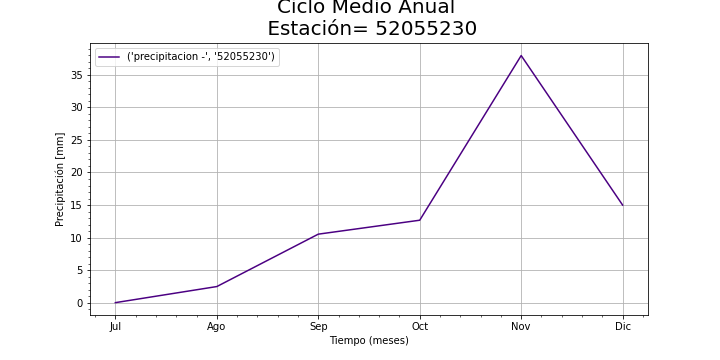 Ciclo Medio Anual
Estación= 52055230
('precipitacion -', '52055230')
Precipitación [mm]
35
30
25
20
15
10
5
0
Jul Ago Sep Oct Nov Dic
Tiempo (meses)